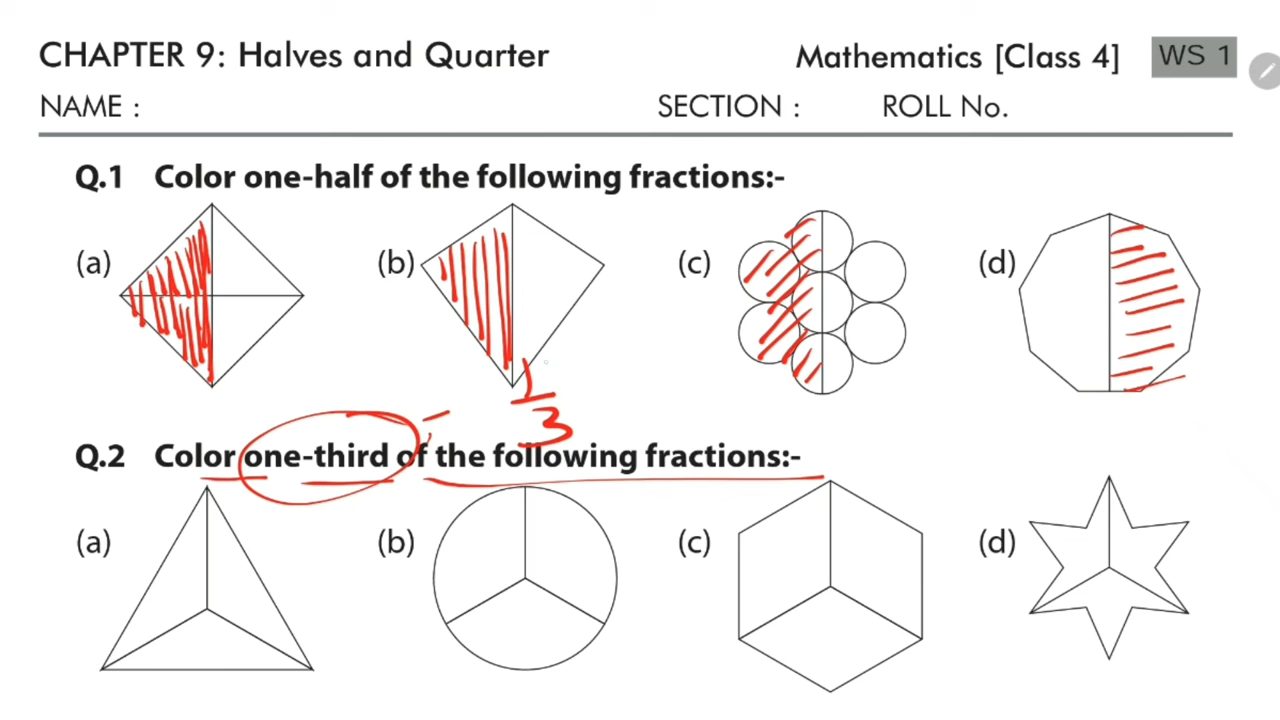 CHAPTER 9: Halves and Quarter
Mathematics [Class 4] WS 1
NAME :
SECTION :
ROLL No.
Q.1 Color one-half of the following fractions:-
(a)
(b)
(c)
(d)
1
3
Q.2 Color one-third of the following fractions:-
(a)
(b)
(c)
(d)